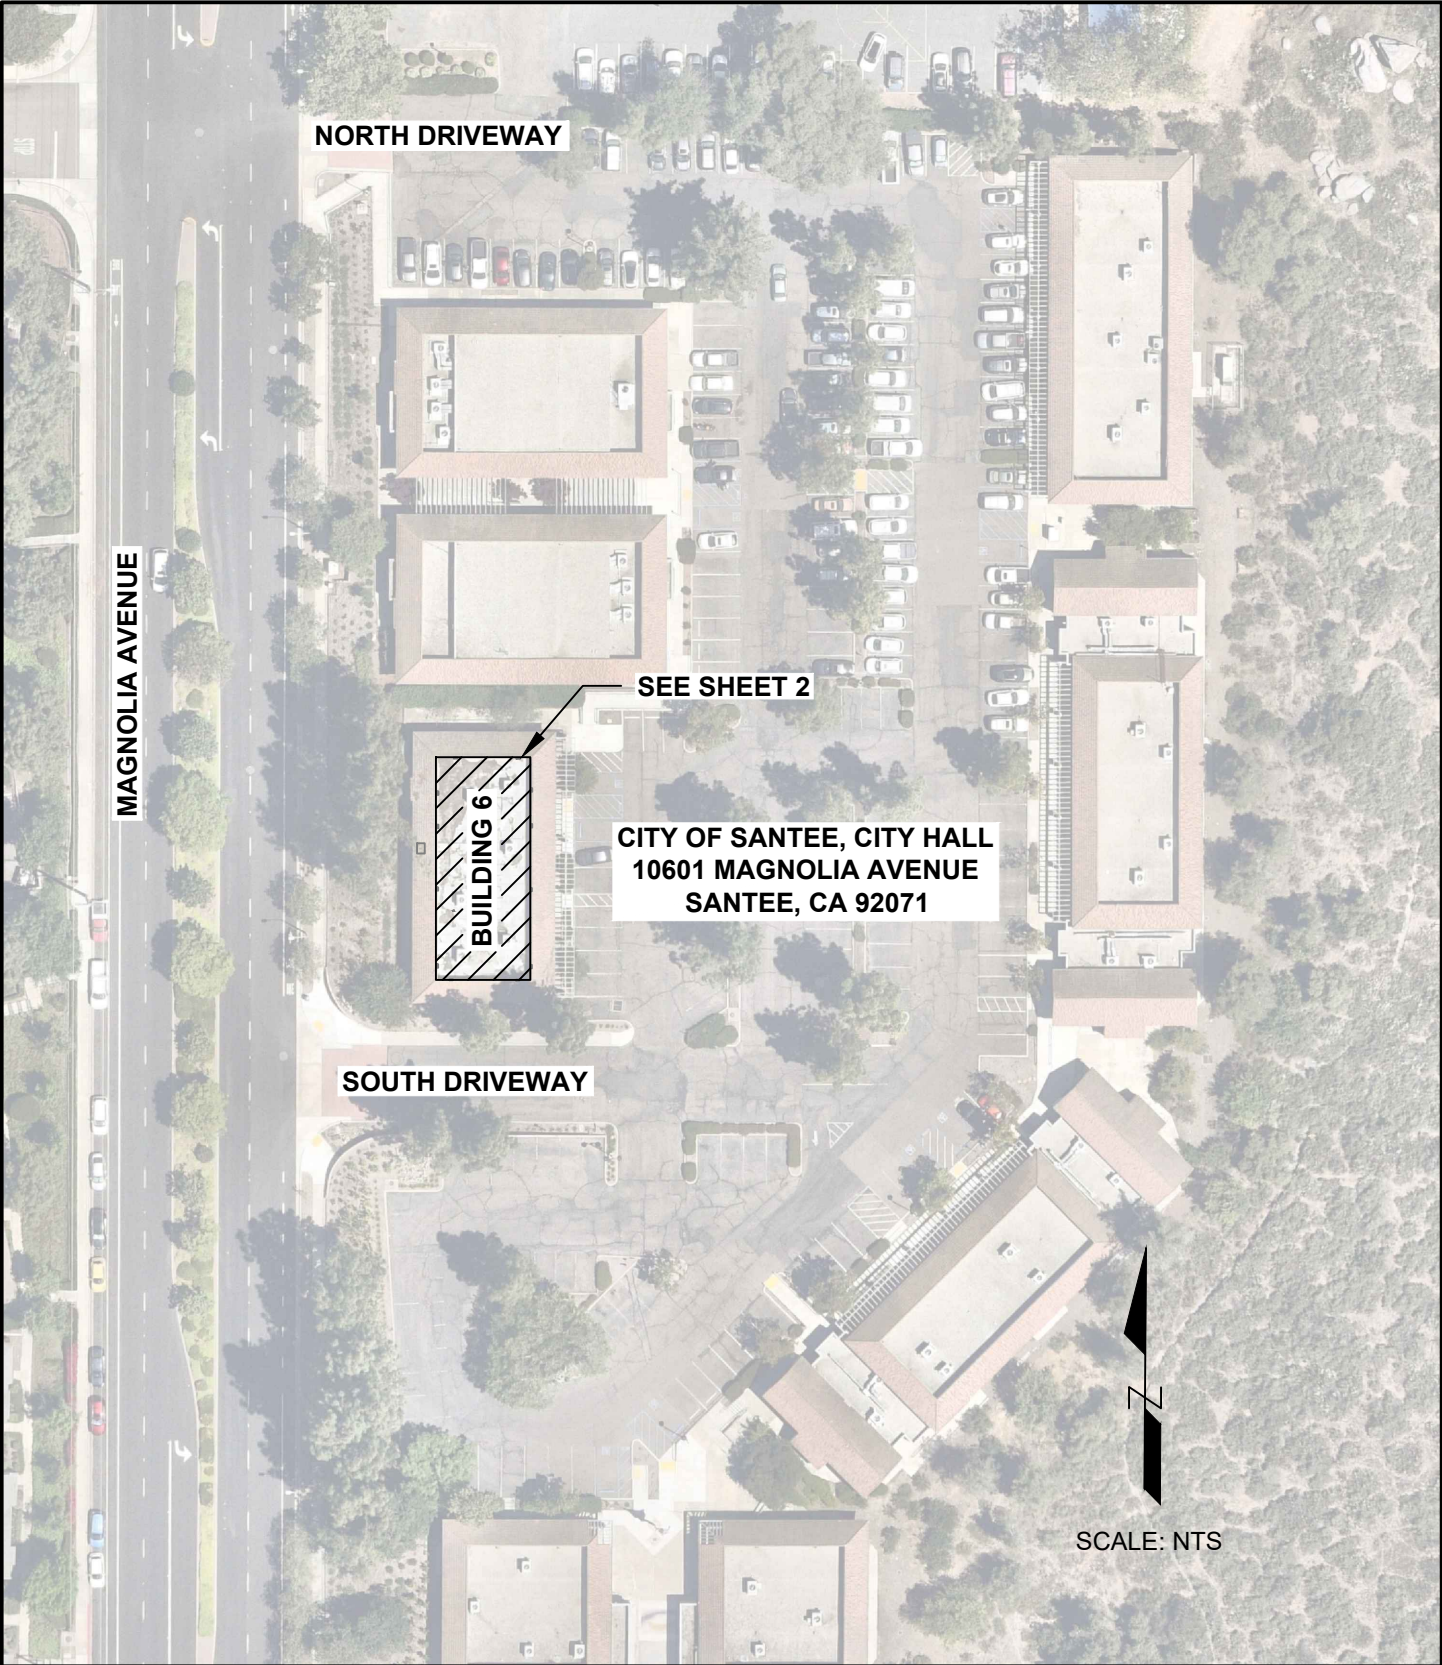 NORTH DRIVEWAY
MAGNOLIA AVENUE
SEE SHEET 2
BUILDING 6
CITY OF SANTEE, CITY HALL
10601 MAGNOLIA AVENUE
SANTEE, CA 92071
SOUTH DRIVEWAY
N
SCALE: NTS